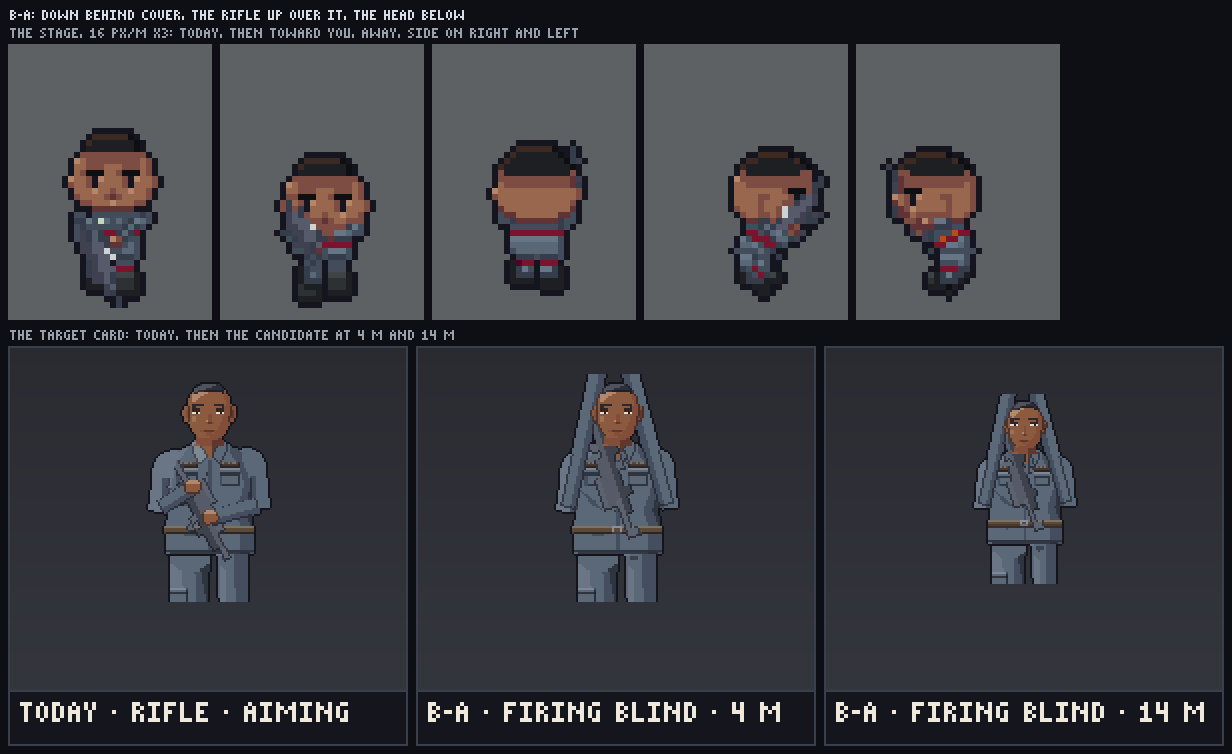 B-A: DOWN BEHIND COVER, THE RIFLE UP OVER IT, THE HEAD BELOW
THE STAGE, 16 PX/M X3: TODAY, THEN TOWARD YOU, AWAY, SIDE ON RIGHT AND LEFT
THE TARGET CARD: TODAY, THEN THE CANDIDATE AT 4 M AND 14 M
TODAY · RIFLE · AIMING
B-A · FIRING BLIND · 4 M
B-A · FIRING BLIND · 14 M